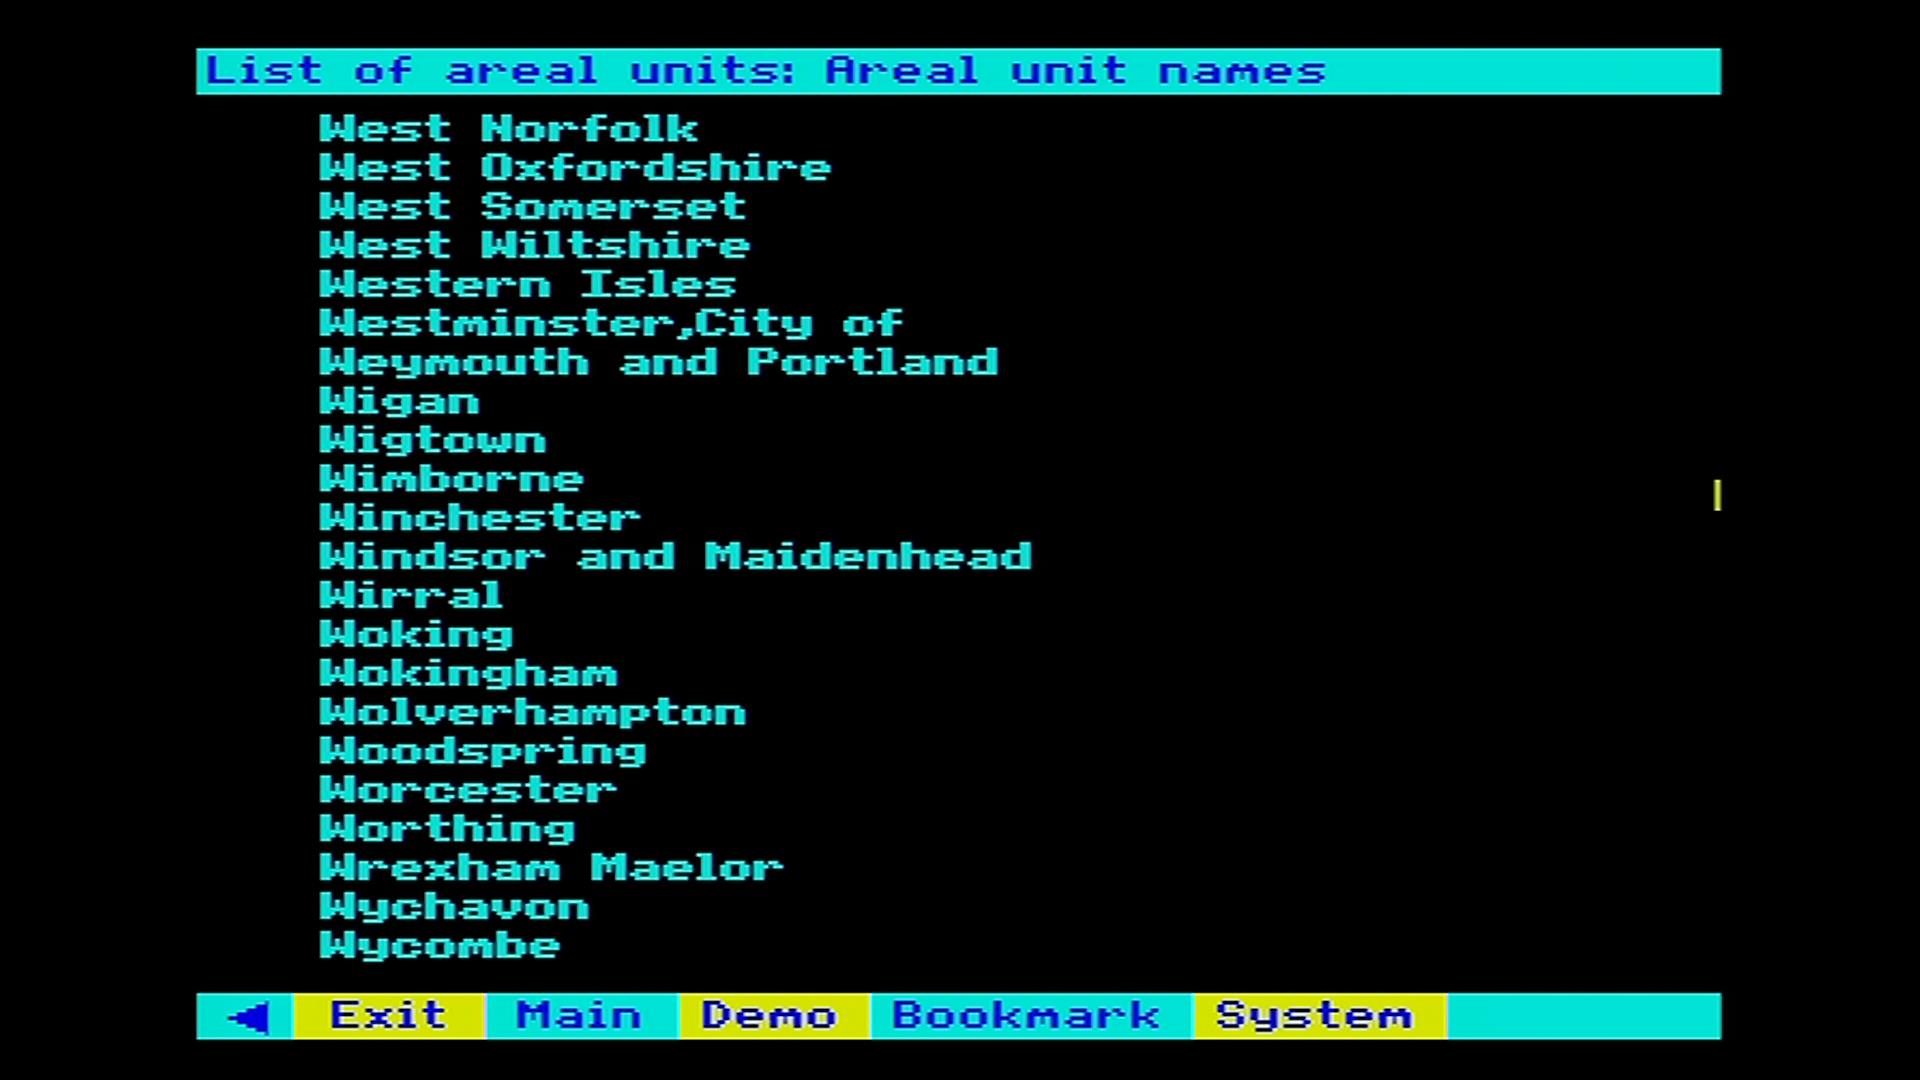 List of areal units: Areal unit names
West Norfolk
West Oxfordshire
West Somerset
West Wiltshire
Western Isles
Westminster,City of
Weymouth and Portland
Wigan
Wigtown
Wimborne
Winchester
Windsor and Maidenhead
Wirral
Woking
Wokingham
Wolverhampton
Woodspring
Worcester
Worthing
Wrexham Maelor
Wychavon
Wycombe
Exit Main Demo Bookmark System